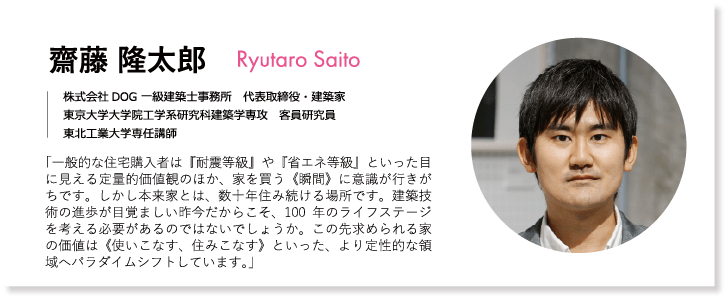 齋藤 隆太郎 Ryutaro Saito
株式会社 DOG 一級建築士事務所　代表取締役・建築家
東京大学大学院工学系研究科建築学専攻　客員研究員
東北工業大学専任講師
「一般的な住宅購入者は『耐震等級』や『省エネ等級』といった目
に見える定量的価値観のほか、家を買う《瞬間》に意識が行きが
ちです。しかし本来家とは、数十年住み続ける場所です。建築技
術の進歩が目覚ましい昨今だからこそ、100 年のライフステージ
を考える必要があるのではないでしょうか。この先求められる家
の価値は《使いこなす、住みこなす》といった、より定性的な領
域へパラダイムシフトしています。」